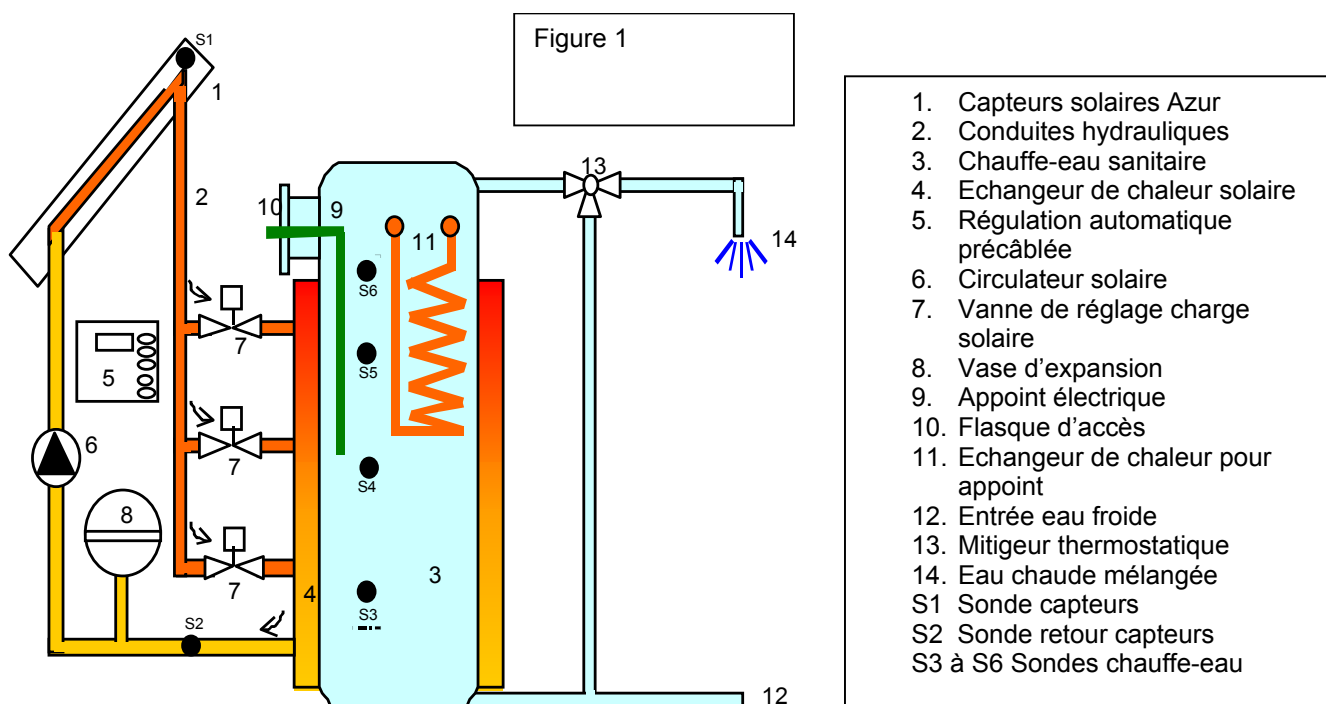 Figure 1
S1
1
2
10
9
11
13
14
S6
7
S5
5
6
7
S4
8
7
4
S3
3
S2
12
1. Capteurs solaires Azur
2. Conduites hydrauliques
3. Chauffe-eau sanitaire
4. Echangeur de chaleur solaire
5. Régulation automatique
précâblée
6. Circulateur solaire
7. Vanne de réglage charge
solaire
8. Vase d’expansion
9. Appoint électrique
10. Flasque d’accès
11. Echangeur de chaleur pour
appoint
12. Entrée eau froide
13. Mitigeur thermostatique
14. Eau chaude mélangée
S1 Sonde capteurs
S2 Sonde retour capteurs
S3 à S6 Sondes chauffe-eau